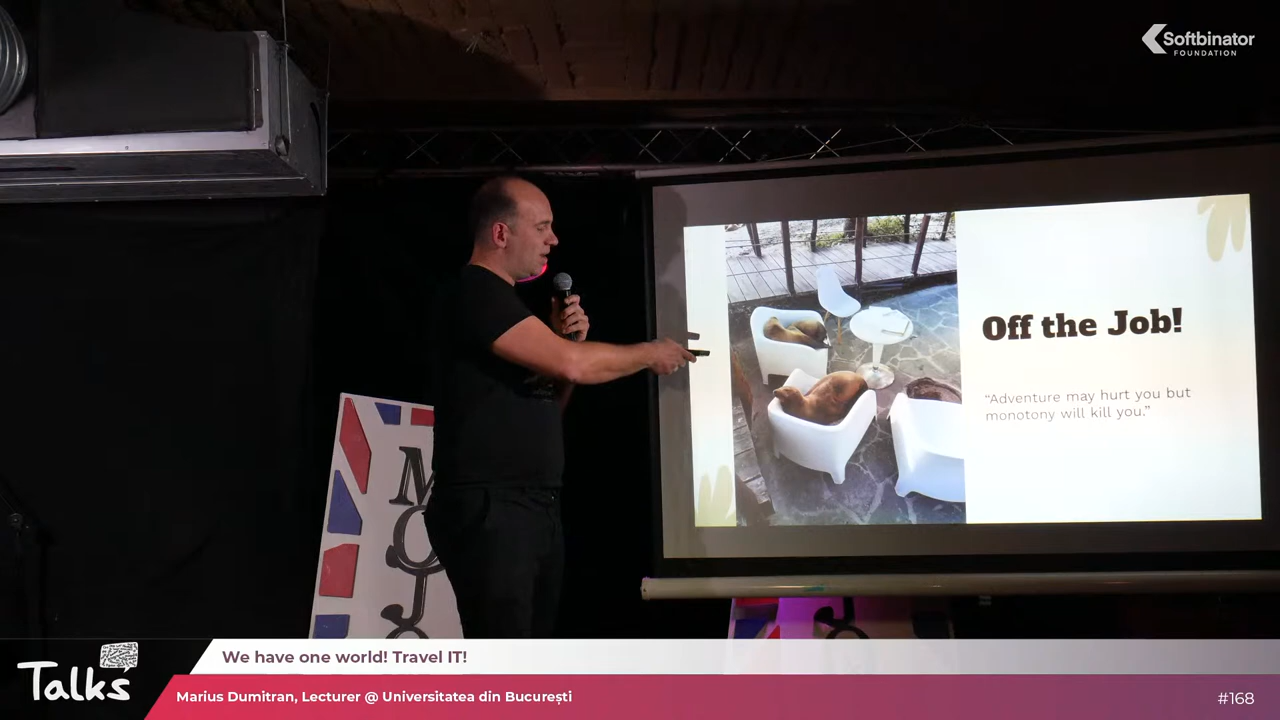 Softbinator
FOUNDATION
Off the Job!
“Adventure may hurt you but
monotony will kill you.”
MOJO
We have one world! Travel IT!
Talks
Marius Dumitran, Lecturer @ Universitatea din București
#168